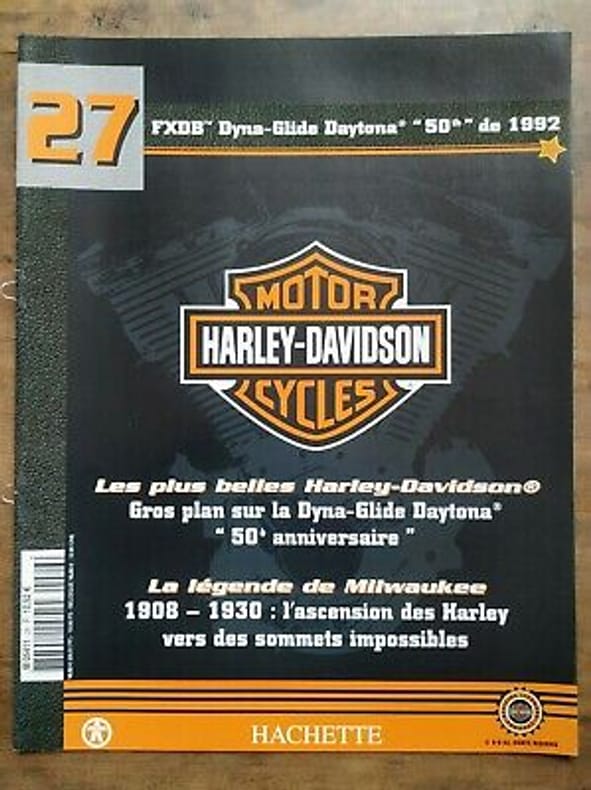 27
FXDB™ Dyna-Glide Daytona® “50ᵗʰ” de 1992
MOTOR
HARLEY-DAVIDSON
CYCLES
Les plus belles Harley-Davidson®
Gros plan sur la Dyna-Glide Daytona®
“ 50ᵉ anniversaire ”
La légende de Milwaukee
1908 – 1930 : l'ascension des Harley
vers des sommets impossibles
HACHETTE